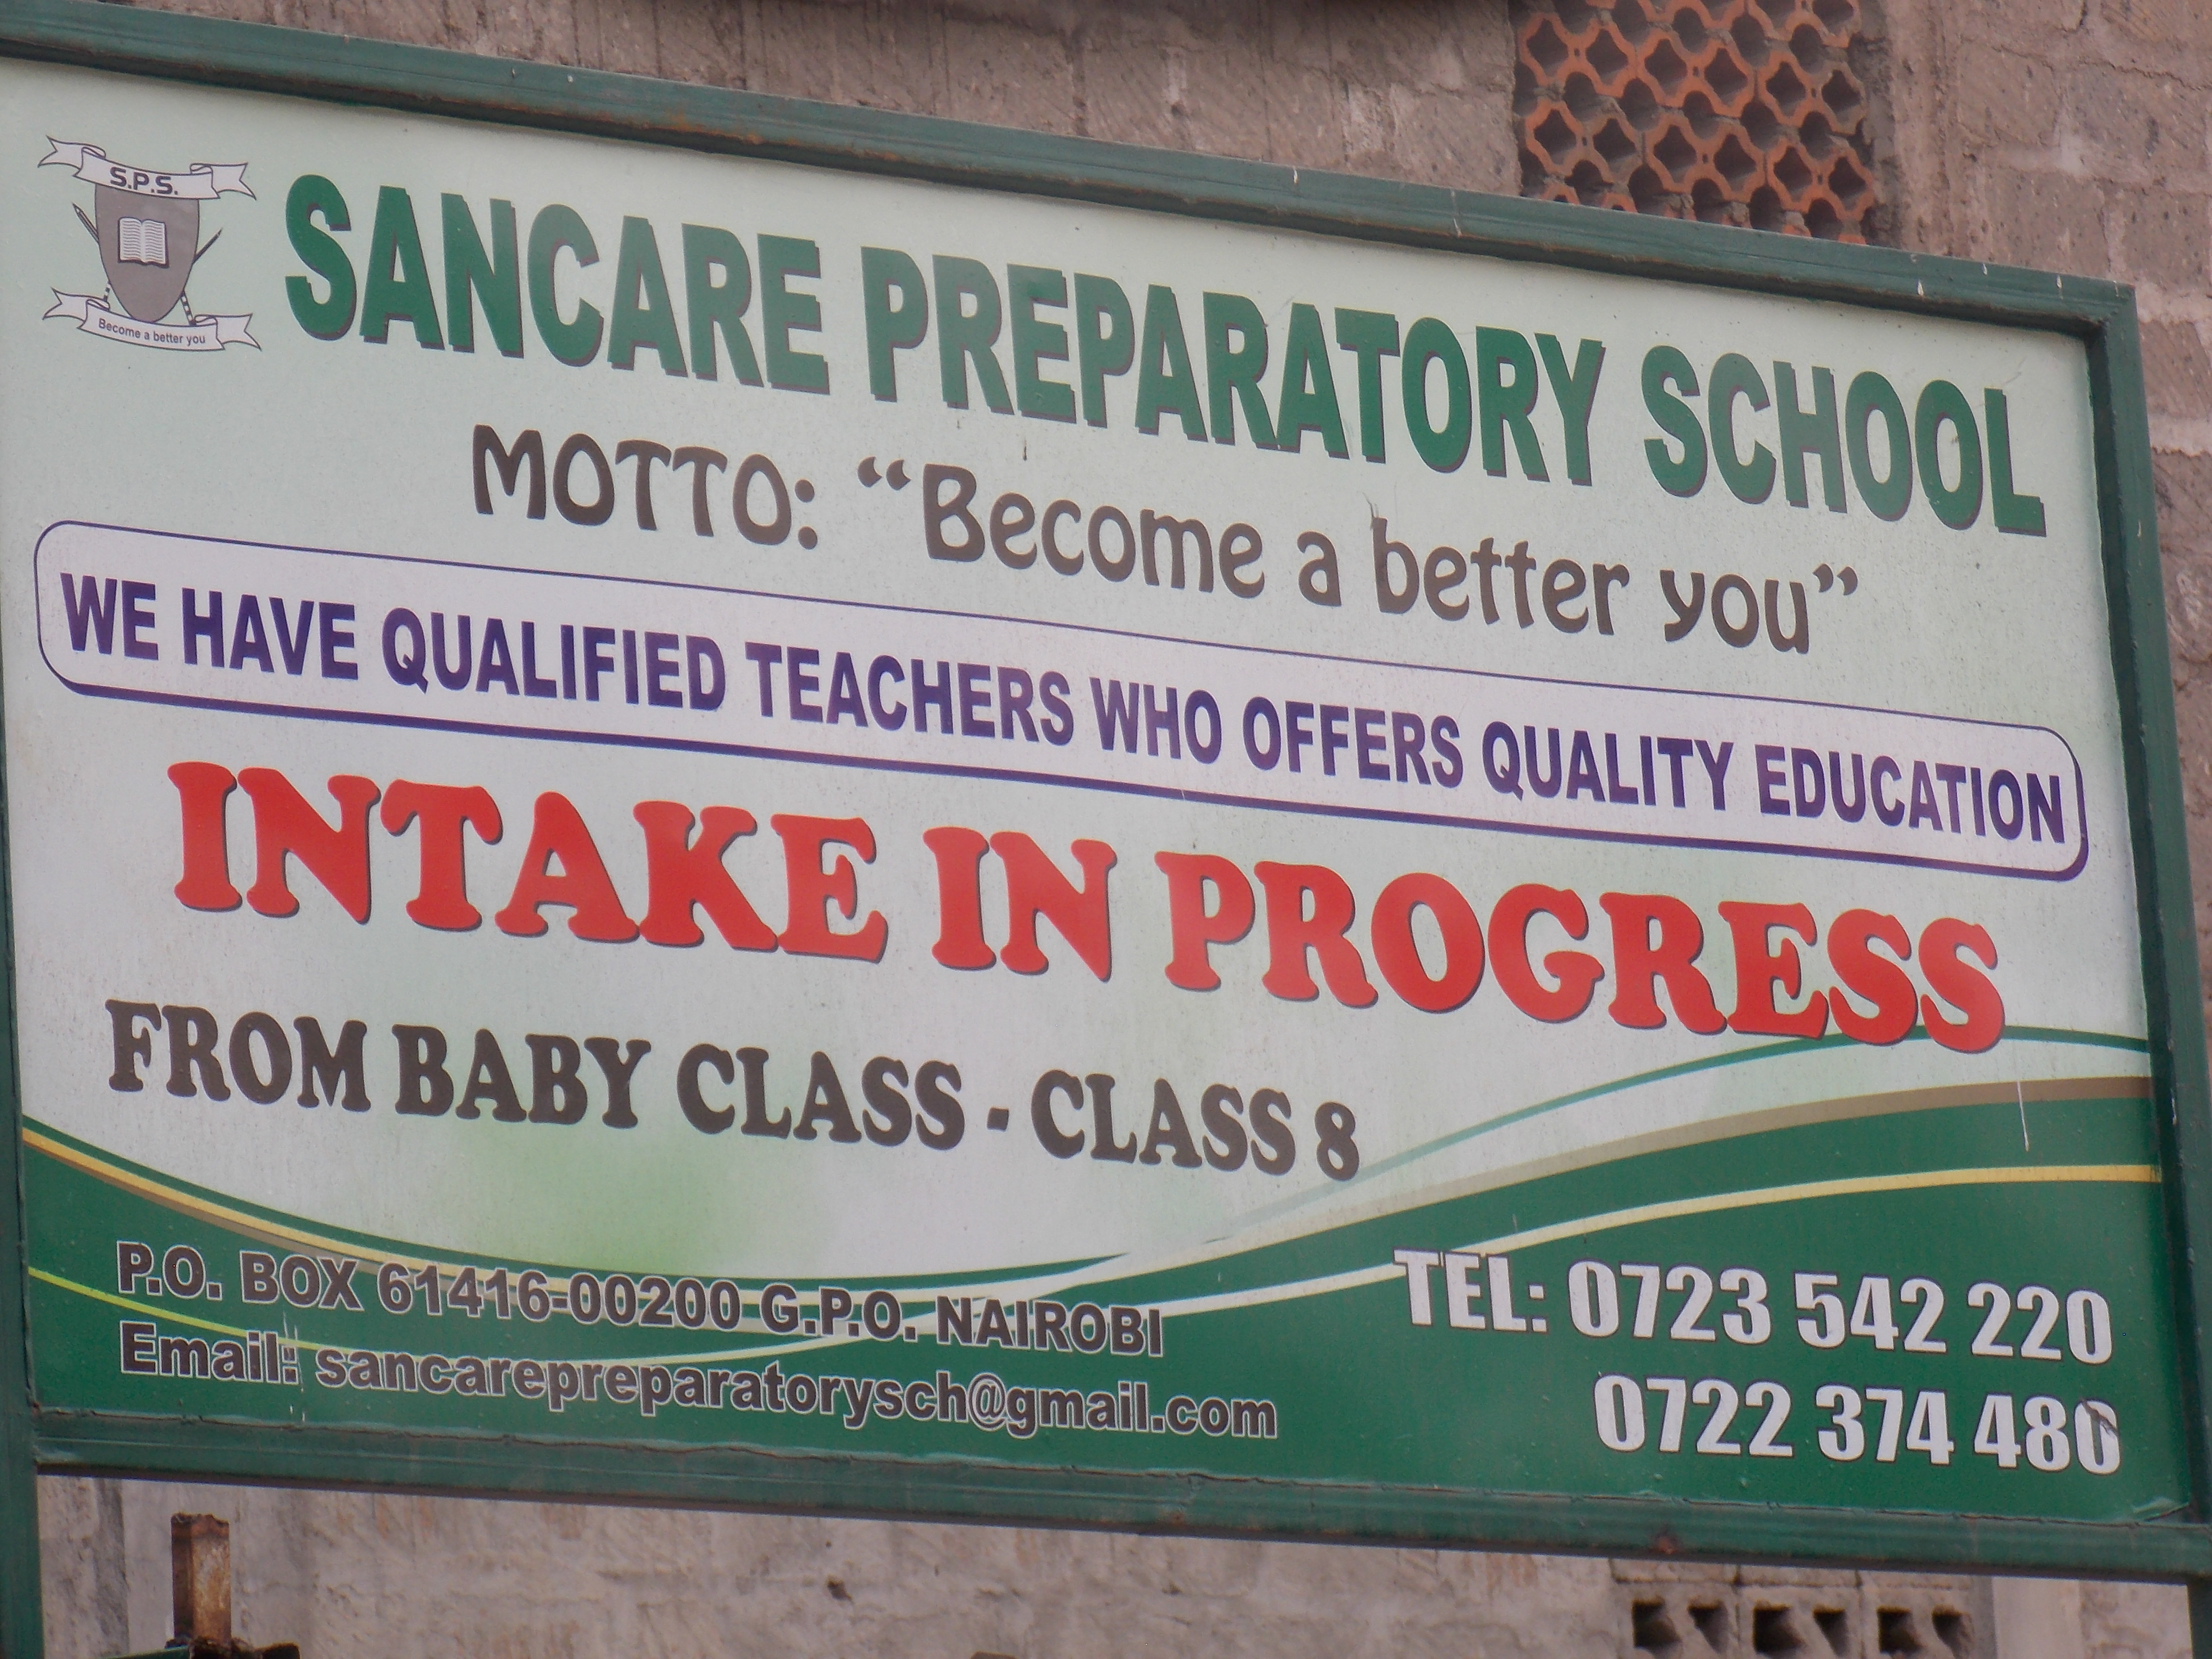 S.P.S.
Become a better you
SANCARE PREPARATORY SCHOOL
MOTTO: “Become a better you”
WE HAVE QUALIFIED TEACHERS WHO OFFERS QUALITY EDUCATION
INTAKE IN PROGRESS
FROM BABY CLASS - CLASS 8
P.O. BOX 61416-00200 G.P.O. NAIROBI
Email: sancarepreparatorysch@gmail.com
TEL: 0723 542 220
0722 374 480